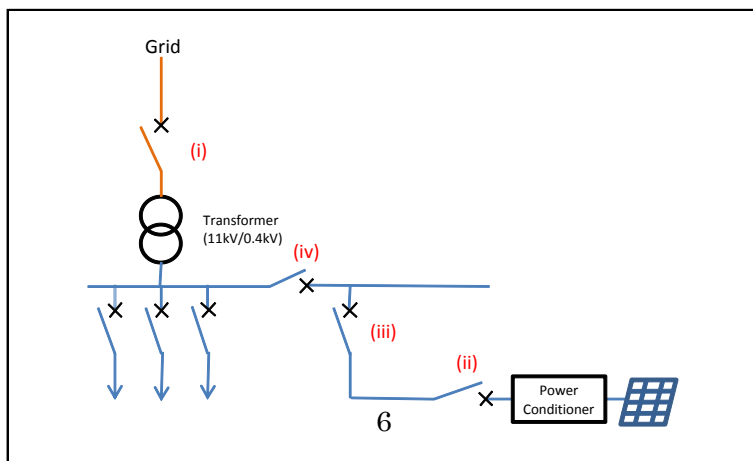 Grid
(i)
Transformer
(11kV/0.4kV)
(iv)
(iii)
(ii)
Power
Conditioner
6